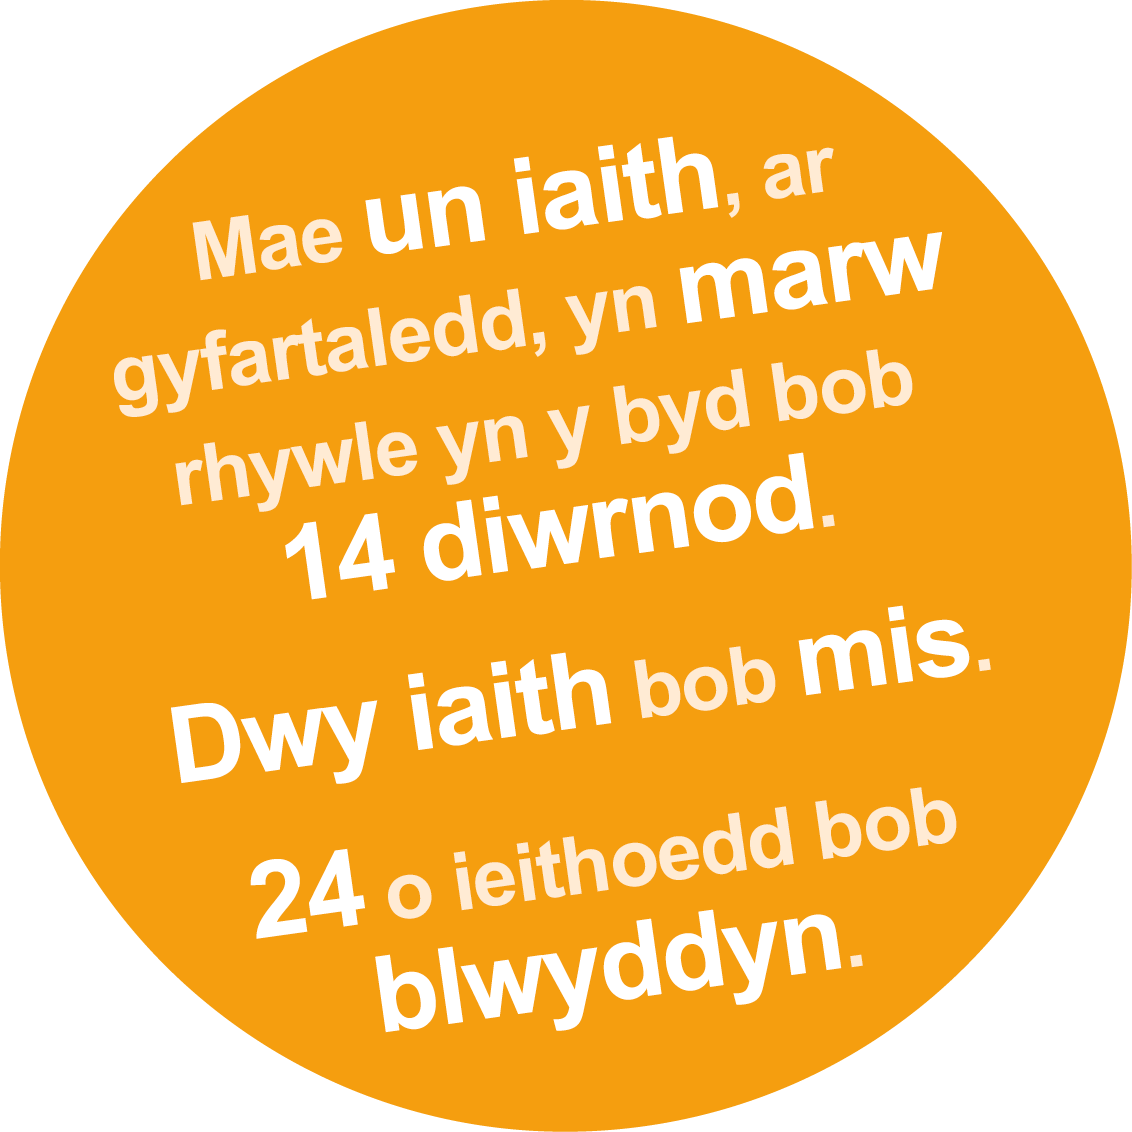 Mae un iaith, ar
gyfartaledd, yn marw
rhywle yn y byd bob
14 diwrnod.
Dwy iaith bob mis.
24 o ieithoedd bob
blwyddyn.